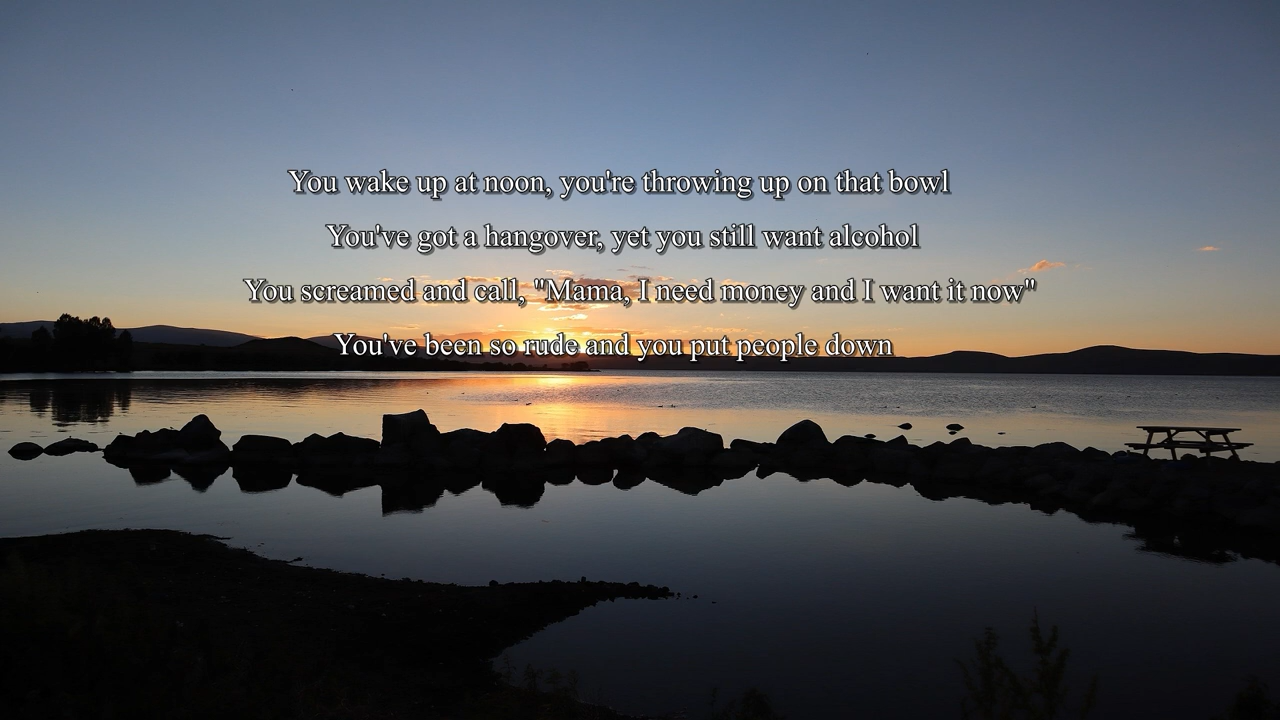 You wake up at noon, you're throwing up on that bowl
You've got a hangover, yet you still want alcohol
You screamed and call, "Mama, I need money and I want it now"
You've been so rude and you put people down